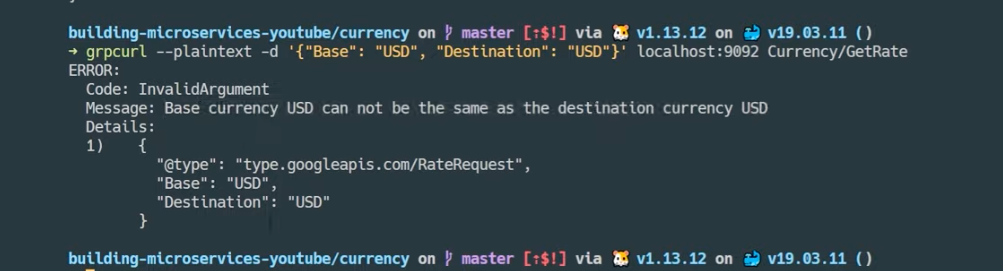 building-microservices-youtube/currency on master [⇡$!] via 🐹 v1.13.12 on 🐳 v19.03.11 ()
➜ grpcurl --plaintext -d '{"Base": "USD", "Destination": "USD"}' localhost:9092 Currency/GetRate
ERROR:
Code: InvalidArgument
Message: Base currency USD can not be the same as the destination currency USD
Details:
1) {
"@type": "type.googleapis.com/RateRequest",
"Base": "USD",
"Destination": "USD"
}
building-microservices-youtube/currency on master [⇡$!] via 🐹 v1.13.12 on 🐳 v19.03.11 ()